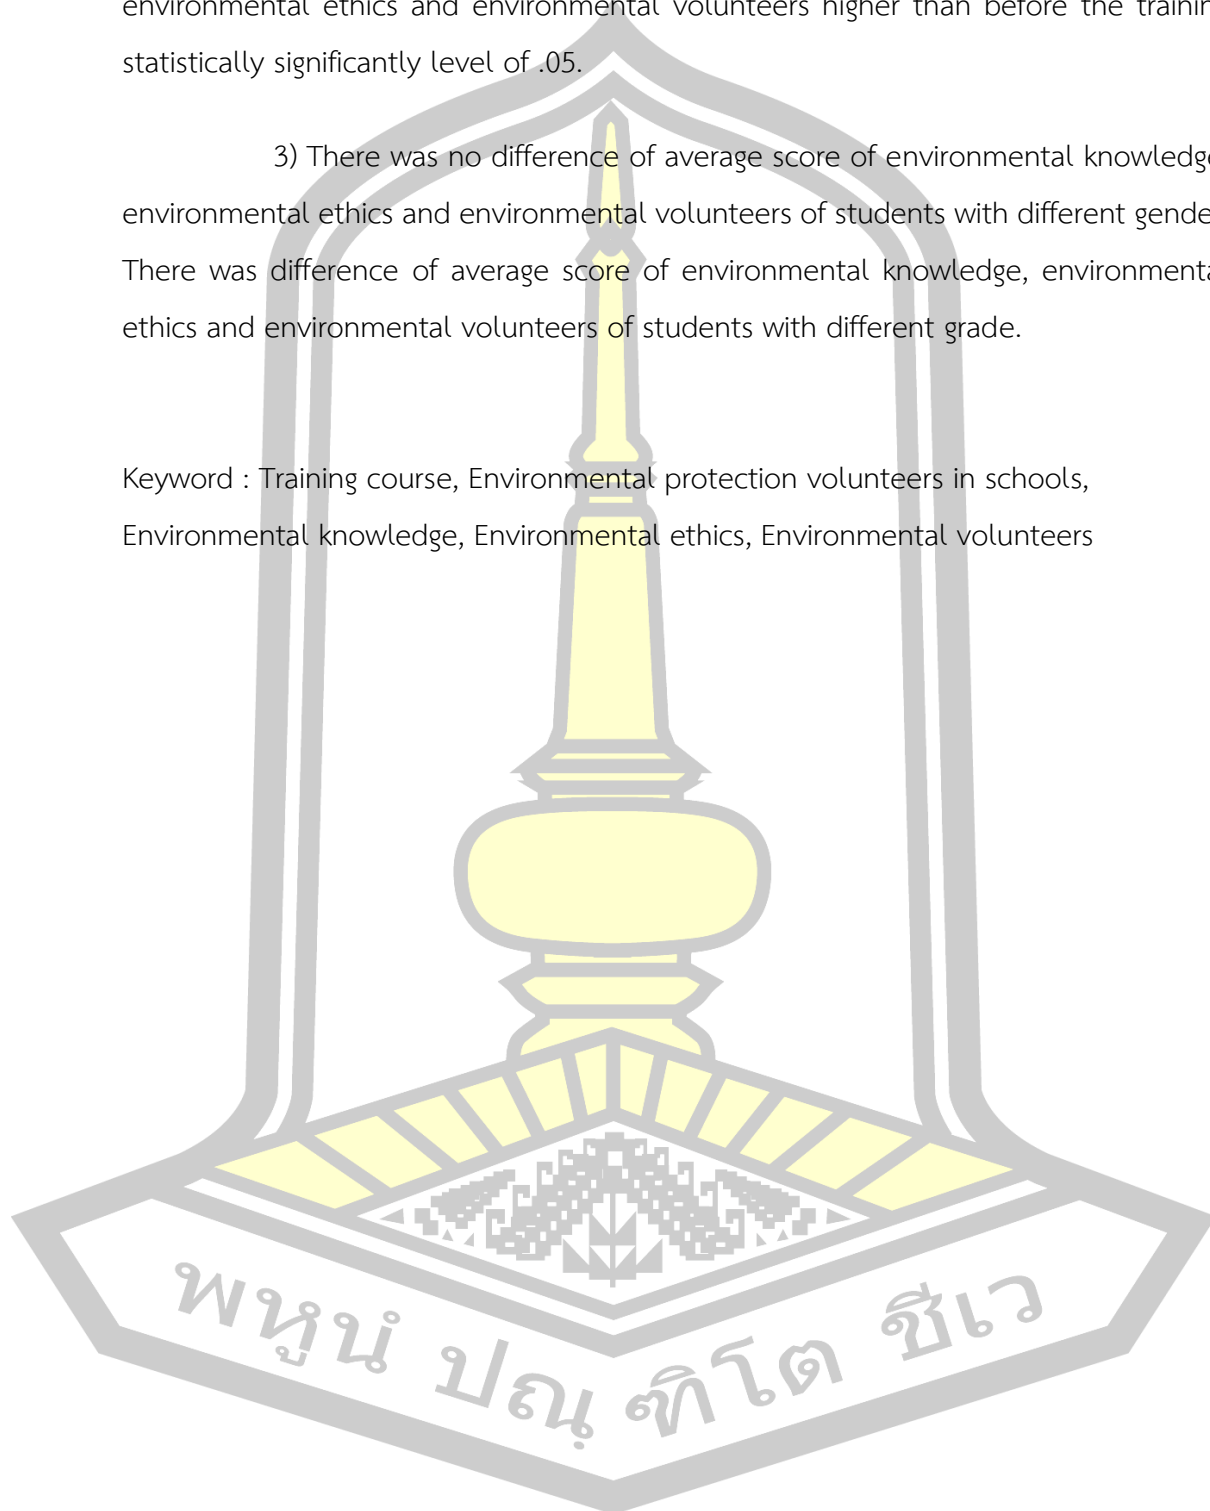 environmental ethics and environmental volunteers higher than before the trainin
statistically significantly level of .05.
3) There was no difference of average score of environmental knowledge
environmental ethics and environmental volunteers of students with different gende
There was difference of average score of environmental knowledge, environmenta
ethics and environmental volunteers of students with different grade.
Keyword : Training course, Environmental protection volunteers in schools,
Environmental knowledge, Environmental ethics, Environmental volunteers
พหูนํ ปณฺฑิโต ชีเว